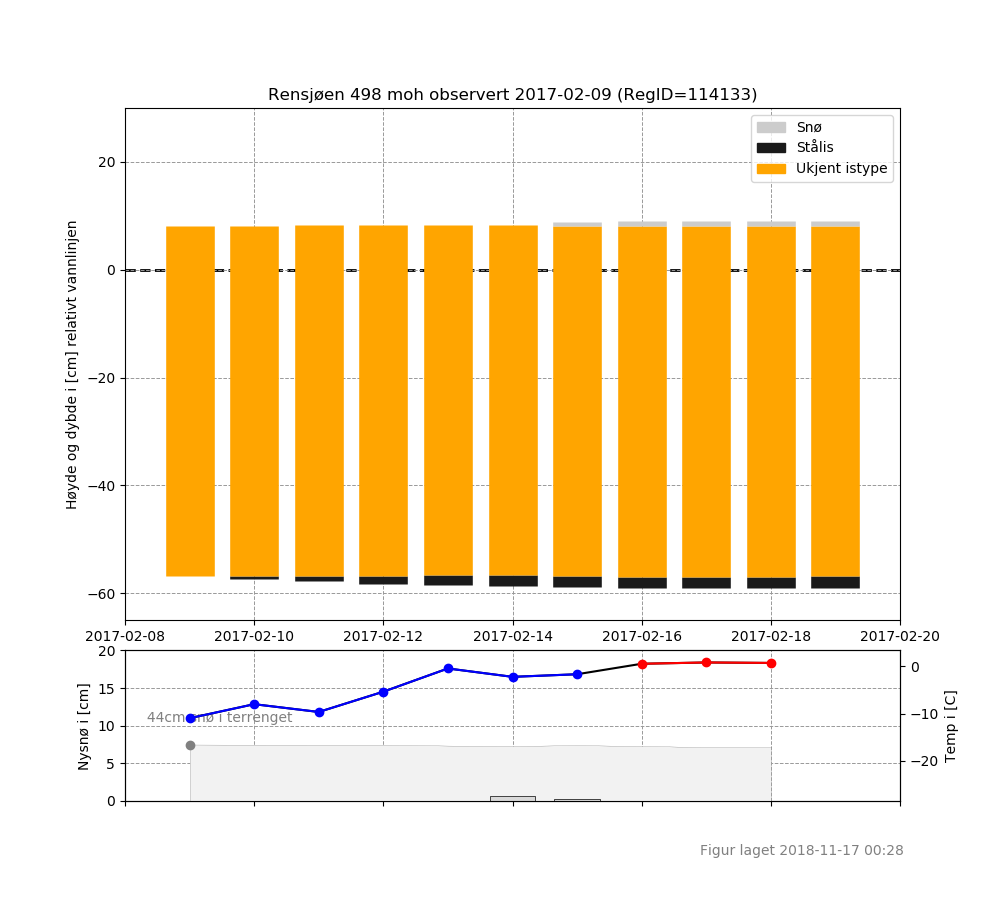 Rensjøen 498 moh observert 2017-02-09 (RegID=114133)
Snø
Stålis
Ukjent istype
20
0
−20
−40
−60
Høyde og dybde i [cm] relativt vannlinjen
2017-02-08 2017-02-10 2017-02-12 2017-02-14 2017-02-16 2017-02-18 2017-02-20
20
15
10
5
0
Nysnø i [cm]
44cm snø i terrenget
0
−10
−20
Temp i [C]
Figur laget 2018-11-17 00:28